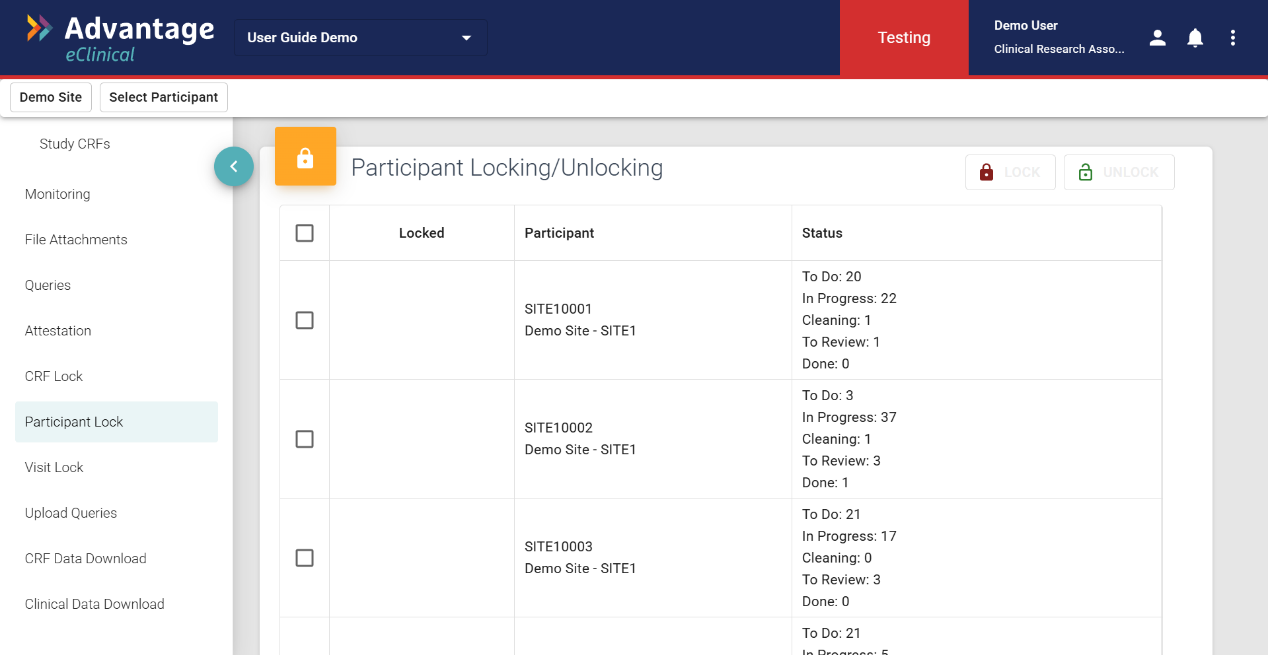 Advantage
eClinical
User Guide Demo
Testing
Demo User
Clinical Research Asso...
Demo Site
Select Participant
Study CRFs
Monitoring
File Attachments
Queries
Attestation
CRF Lock
Participant Lock
Visit Lock
Upload Queries
CRF Data Download
Clinical Data Download
Participant Locking/Unlocking
LOCK
UNLOCK
Locked
Participant
Status
SITE10001
Demo Site - SITE1
To Do: 20
In Progress: 22
Cleaning: 1
To Review: 1
Done: 0
SITE10002
Demo Site - SITE1
To Do: 3
In Progress: 37
Cleaning: 1
To Review: 3
Done: 1
SITE10003
Demo Site - SITE1
To Do: 21
In Progress: 17
Cleaning: 0
To Review: 3
Done: 0
To Do: 21
In Progress: 5